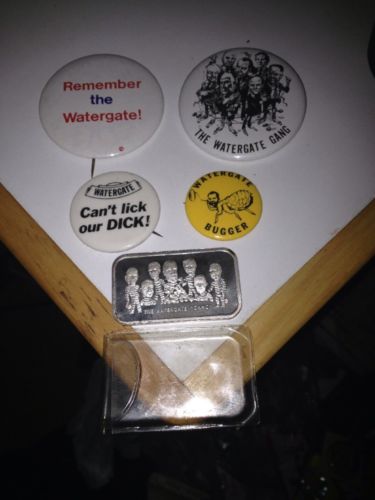 Remember
the
Watergate!
THE WATERGATE GANG
WATERGATE
Can't lick
our DICK!
WATERGATE
BUGGER
THE WATERGATE GANG